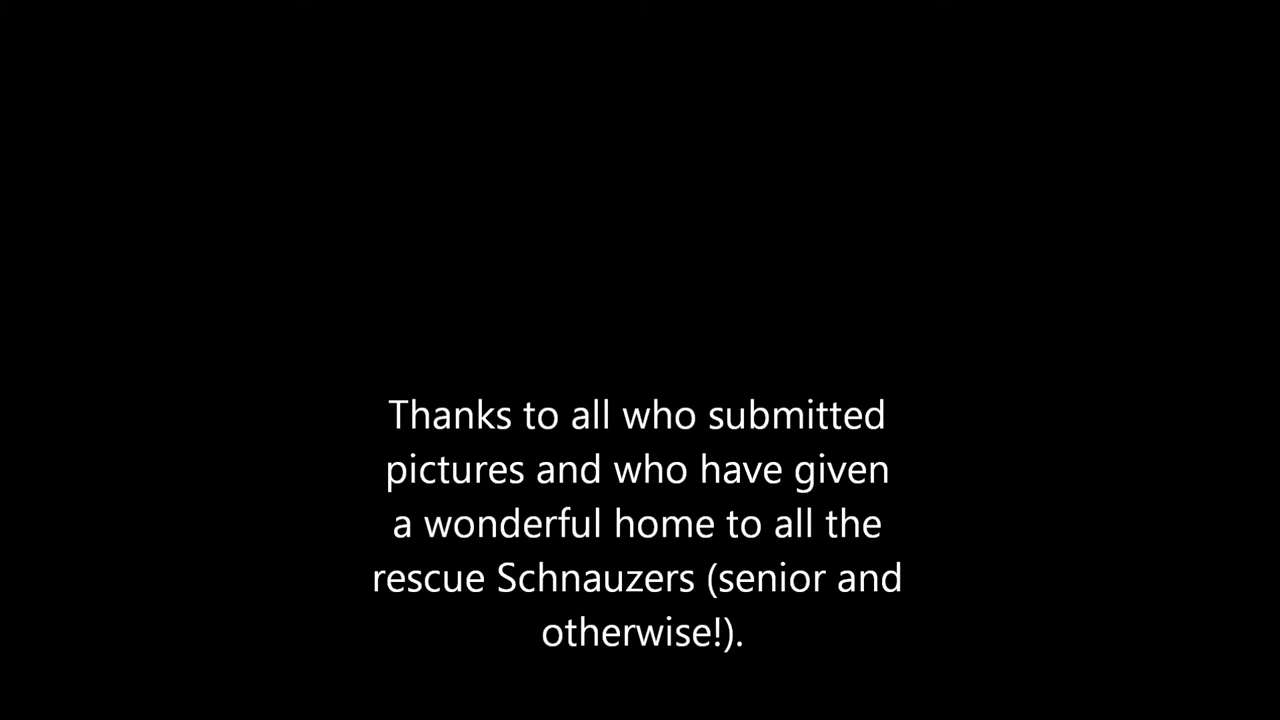 Thanks to all who submitted
pictures and who have given
a wonderful home to all the
rescue Schnauzers (senior and
otherwise!).